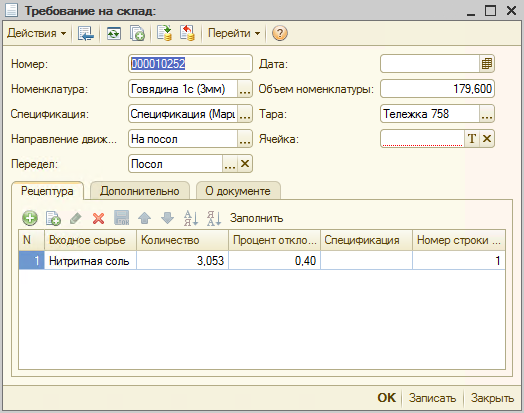 Требование на склад:
Действия Перейти ?
Номер: 000010252 Дата:
Номенклатура: Говядина 1с (3мм) ... Объем номенклатуры: 179,600
Спецификация: Спецификация (Марц ... Тара: Тележка 758 ...
Направление движ... На посол ... Ячейка: T
Передел: Посол ...
Рецептура Дополнительно О документе
Заполнить
N Входное сырье Количество Процент откло... Спецификация Номер строки ...
1 Нитритная соль 3,053 0,40 1
OK Записать Закрыть